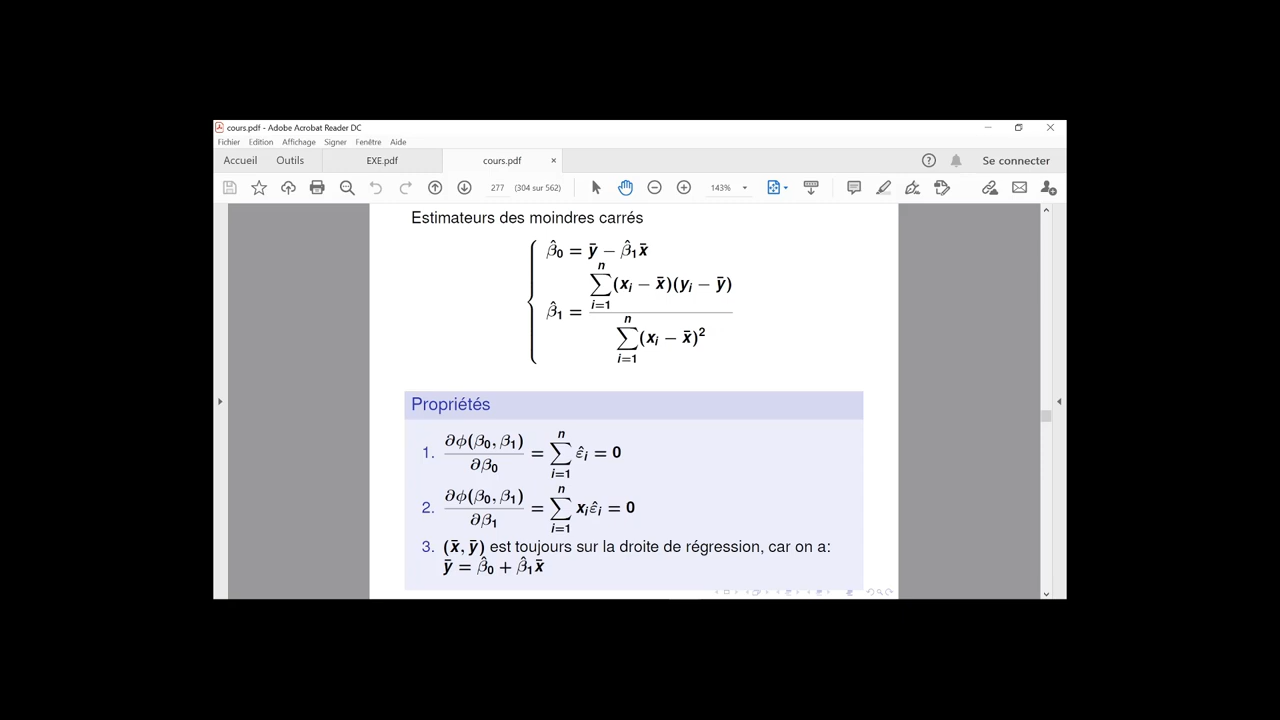 cours.pdf - Adobe Acrobat Reader DC
Fichier Edition Affichage Signer Fenêtre Aide
Accueil Outils EXE.pdf cours.pdf × ? Se connecter
277 (304 sur 562) 143%
Estimateurs des moindres carrés
β̂₀ = ȳ − β̂₁x̄
β̂₁ = ∑ᵢ₌₁ⁿ (xᵢ − x̄)(yᵢ − ȳ) / ∑ᵢ₌₁ⁿ (xᵢ − x̄)²
Propriétés
1. ∂ϕ(β₀, β₁) / ∂β₀ = ∑ᵢ₌₁ⁿ ε̂ᵢ = 0
2. ∂ϕ(β₀, β₁) / ∂β₁ = ∑ᵢ₌₁ⁿ xᵢε̂ᵢ = 0
3. (x̄, ȳ) est toujours sur la droite de régression, car on a:
ȳ = β̂₀ + β̂₁x̄